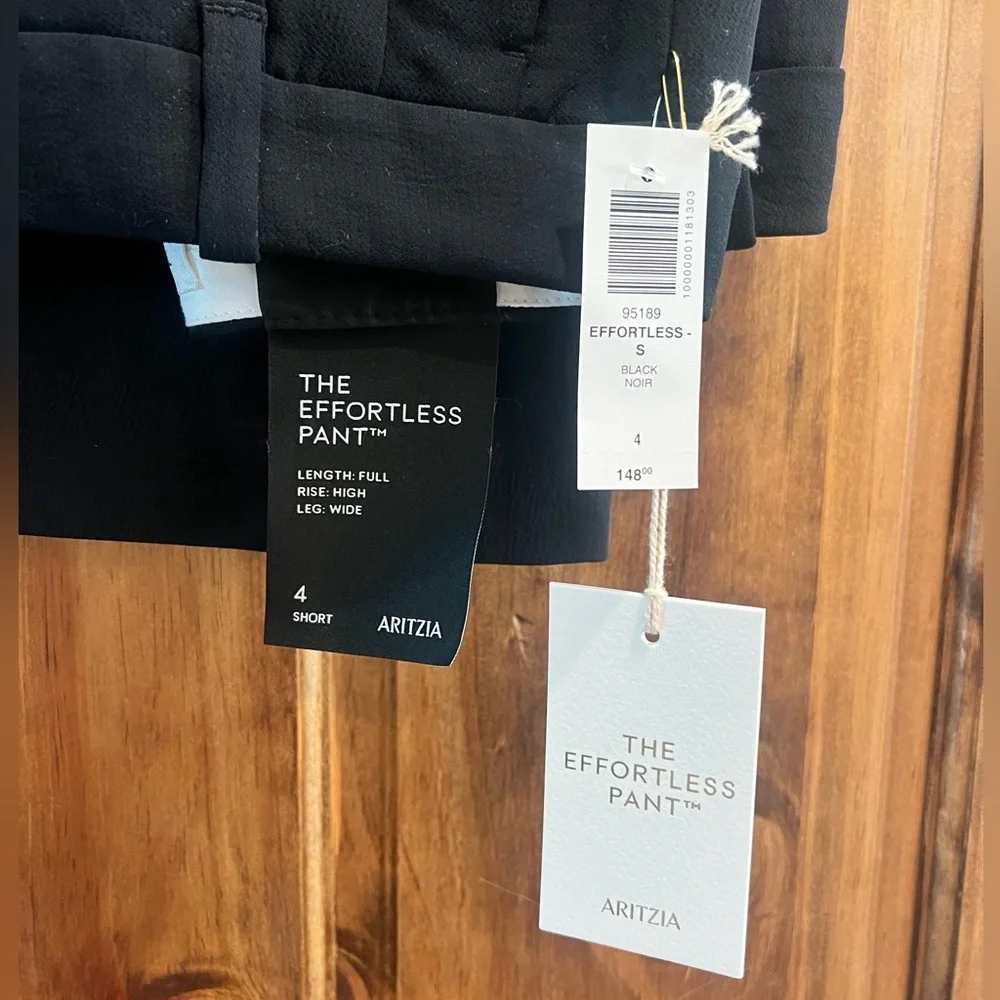 THE
EFFORTLESS
PANT™
LENGTH: FULL
RISE: HIGH
LEG: WIDE
4
SHORT
ARITZIA
10000001181303
95189
EFFORTLESS -
S
BLACK
NOIR
4
148⁰⁰
THE
EFFORTLESS
PANT™
ARITZIA